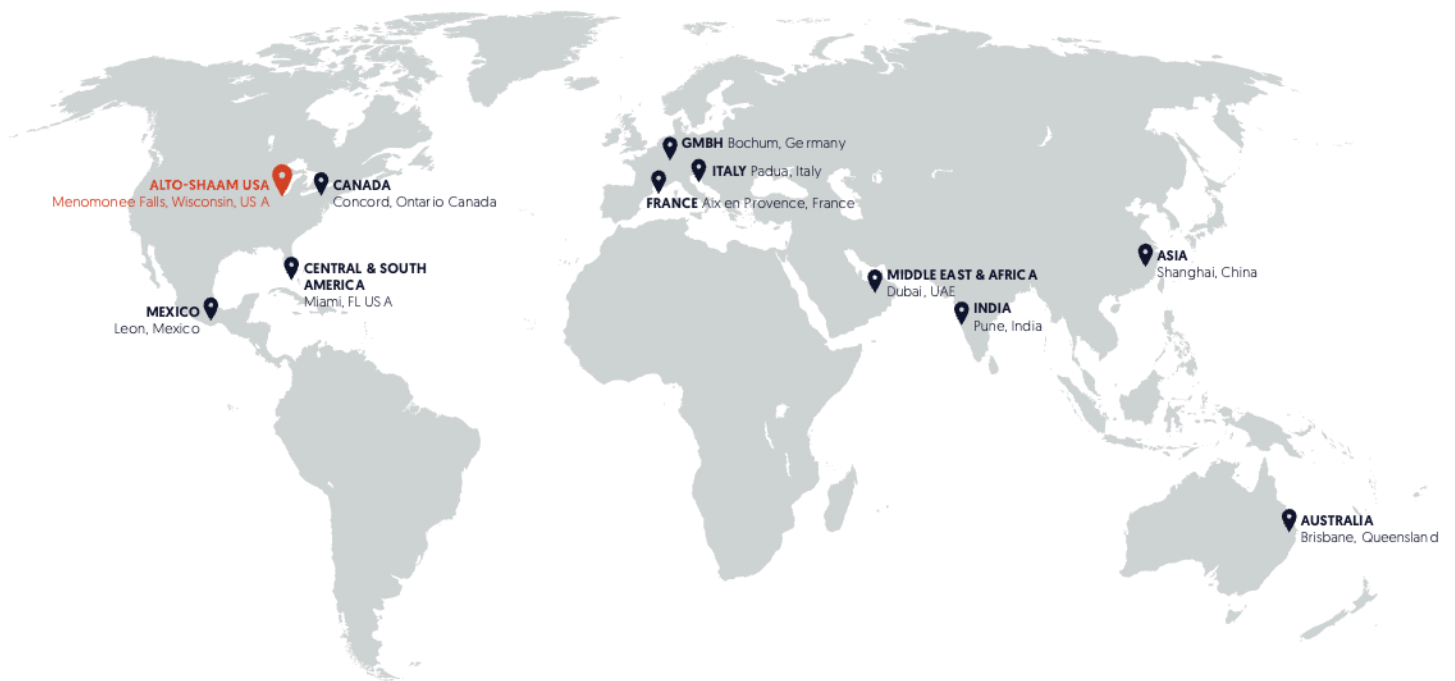 GMBH Bochum, Germany
ITALY Padua, Italy
FRANCE Aix en Provence, France
ALTO-SHAAM USA
Menomonee Falls, Wisconsin, US A
CANADA
Concord, Ontario Canada
CENTRAL & SOUTH
AMERICA
Miami, FL US A
MEXICO
Leon, Mexico
ASIA
Shanghai, China
MIDDLE EAST & AFRICA
Dubai, UAE
INDIA
Pune, India
AUSTRALIA
Brisbane, Queensland